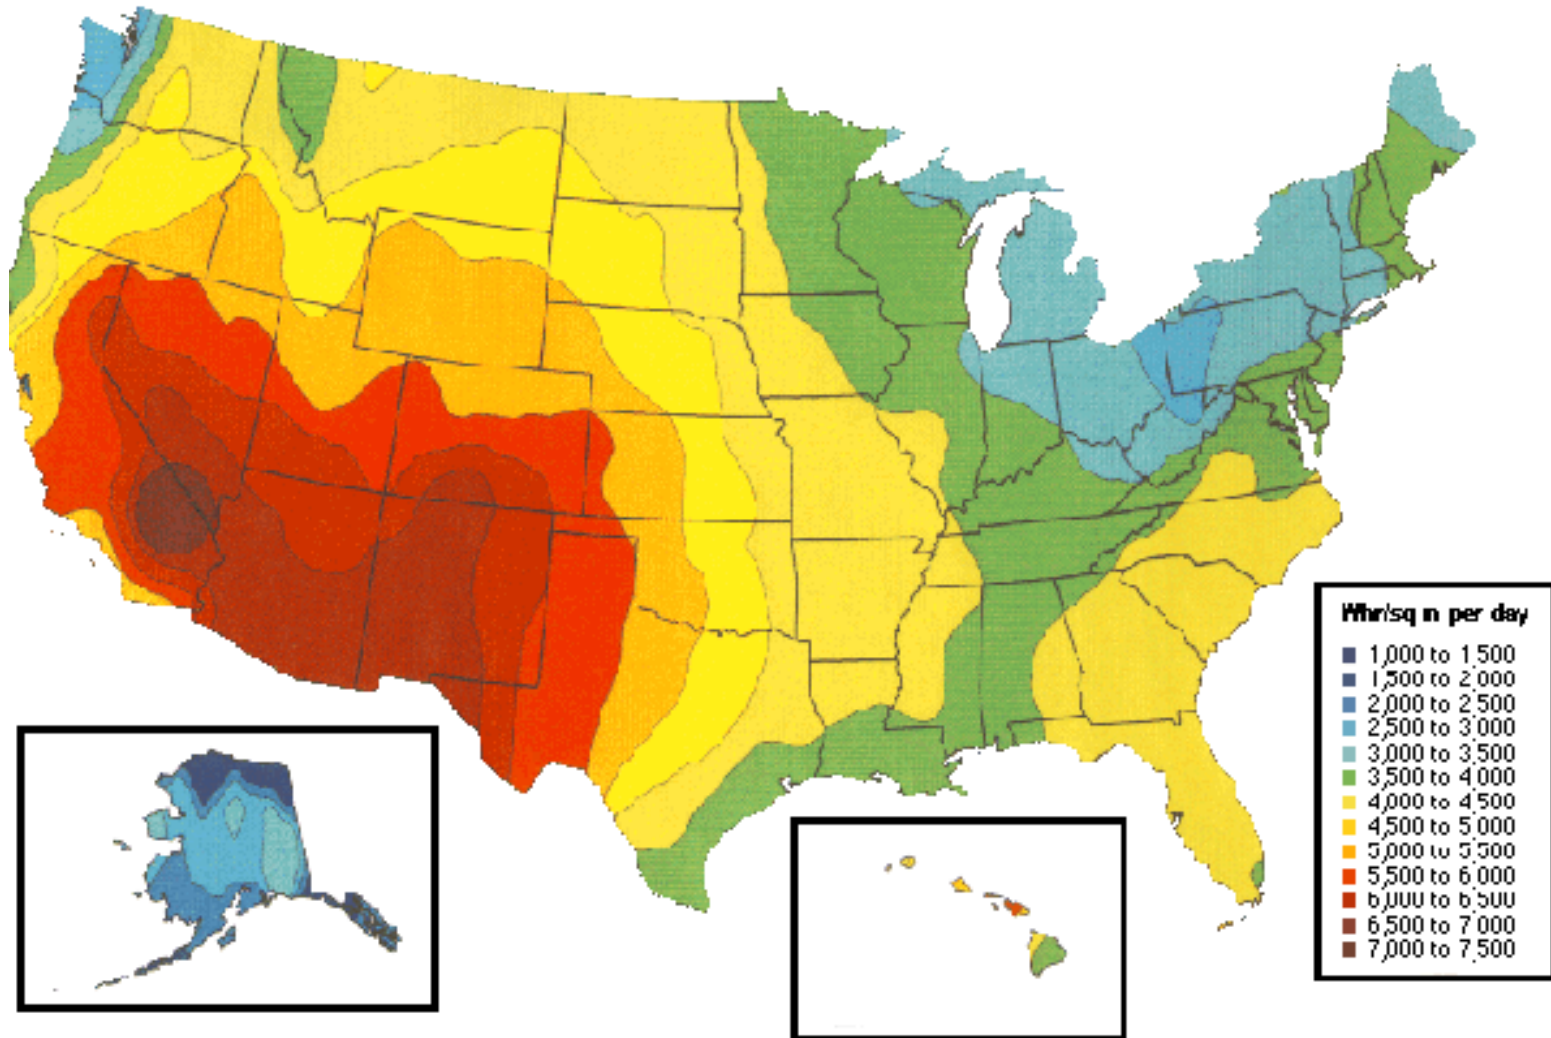 Whr/sq m per day
1,000 to 1,500
1,500 to 2,000
2,000 to 2,500
2,500 to 3,000
3,000 to 3,500
3,500 to 4,000
4,000 to 4,500
4,500 to 5,000
5,000 to 5,500
5,500 to 6,000
6,000 to 6,500
6,500 to 7,000
7,000 to 7,500